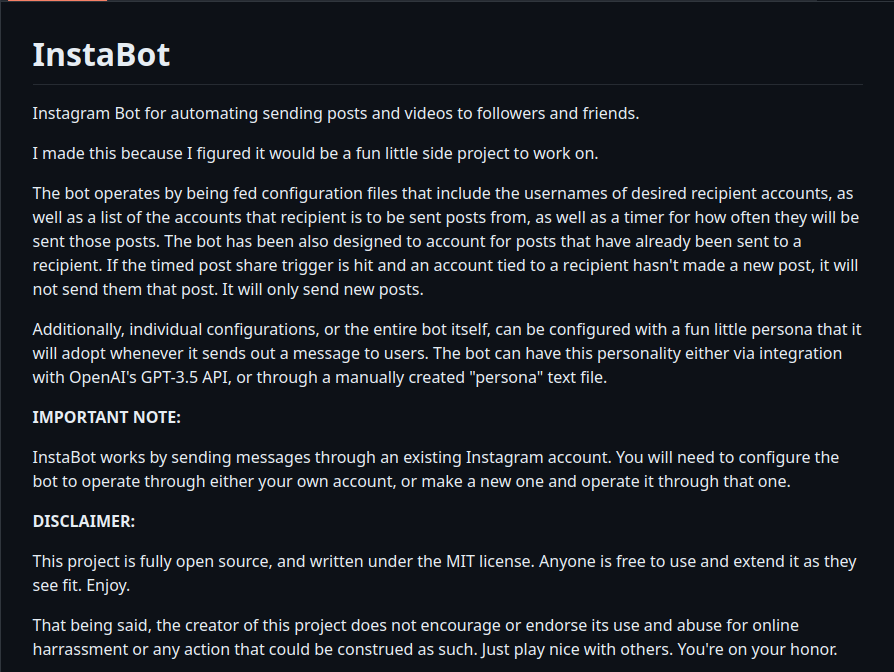 InstaBot
Instagram Bot for automating sending posts and videos to followers and friends.
I made this because I figured it would be a fun little side project to work on.
The bot operates by being fed configuration files that include the usernames of desired recipient accounts, as
well as a list of the accounts that recipient is to be sent posts from, as well as a timer for how often they will be
sent those posts. The bot has been also designed to account for posts that have already been sent to a
recipient. If the timed post share trigger is hit and an account tied to a recipient hasn't made a new post, it will
not send them that post. It will only send new posts.
Additionally, individual configurations, or the entire bot itself, can be configured with a fun little persona that it
will adopt whenever it sends out a message to users. The bot can have this personality either via integration
with OpenAI's GPT-3.5 API, or through a manually created "persona" text file.
IMPORTANT NOTE:
InstaBot works by sending messages through an existing Instagram account. You will need to configure the
bot to operate through either your own account, or make a new one and operate it through that one.
DISCLAIMER:
This project is fully open source, and written under the MIT license. Anyone is free to use and extend it as they
see fit. Enjoy.
That being said, the creator of this project does not encourage or endorse its use and abuse for online
harrassment or any action that could be construed as such. Just play nice with others. You're on your honor.